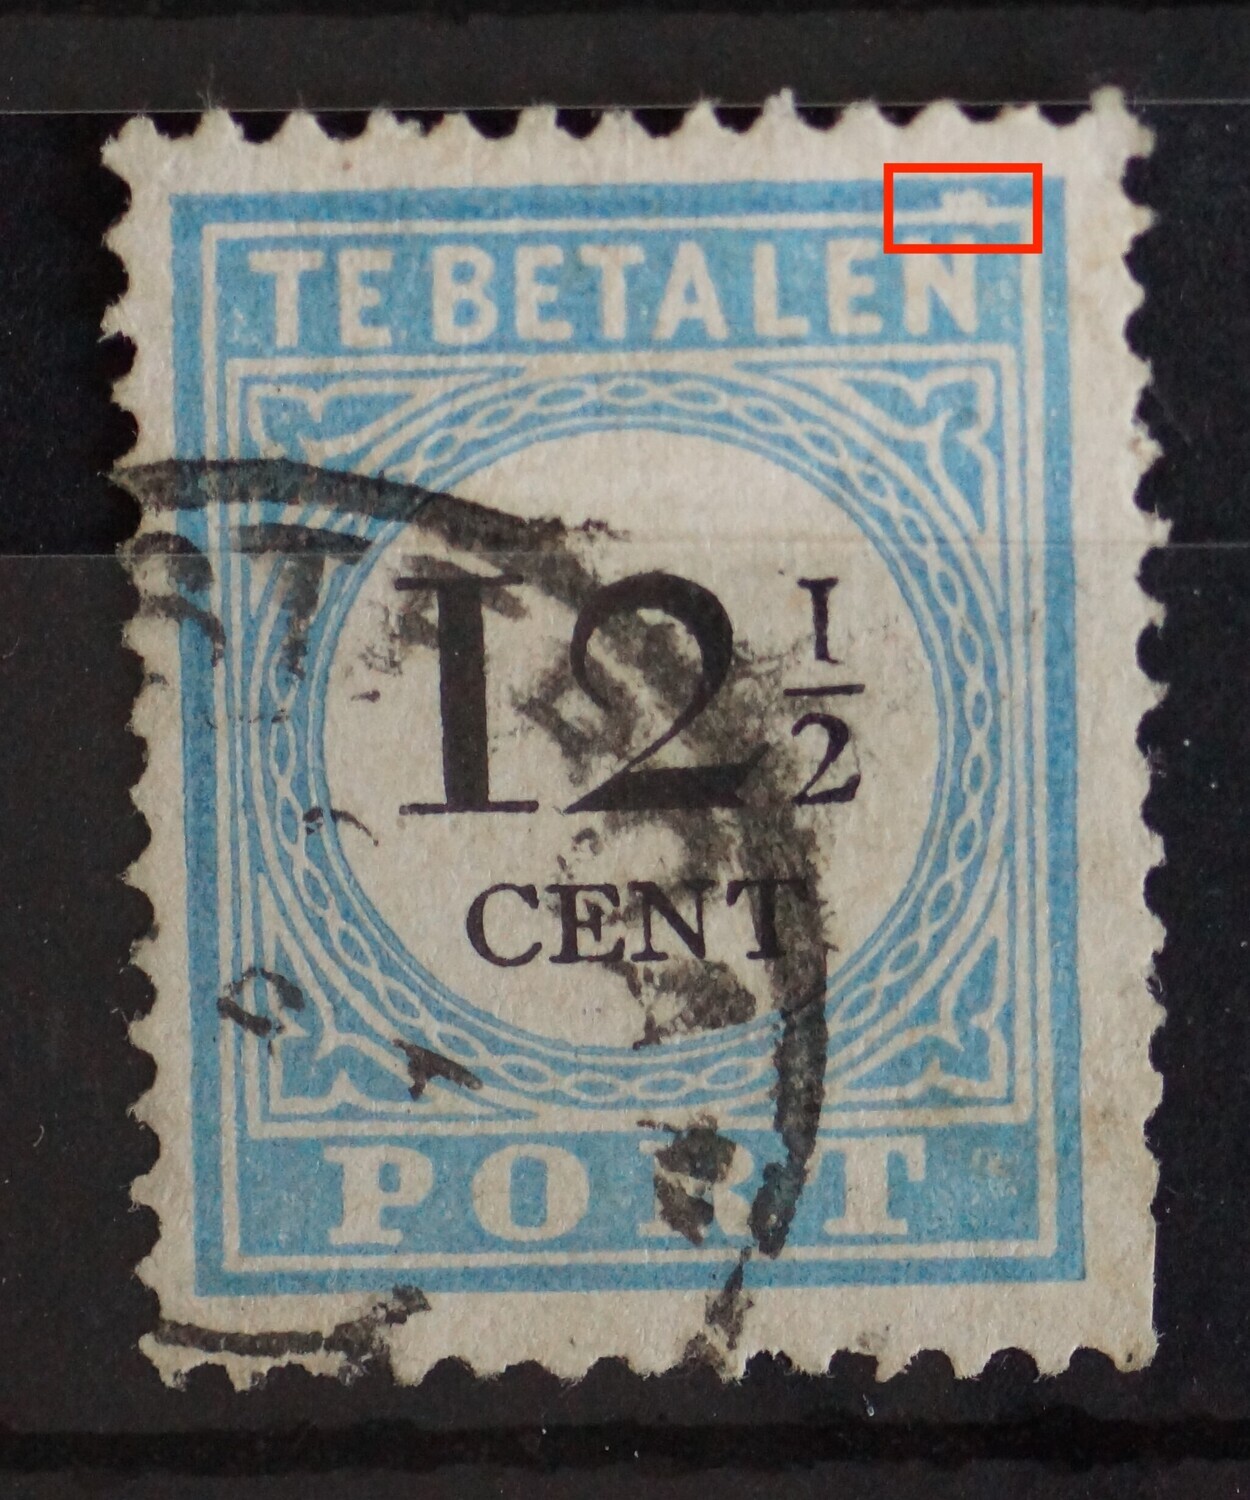 TE BETALEN
12 1/2
CENT
PORT